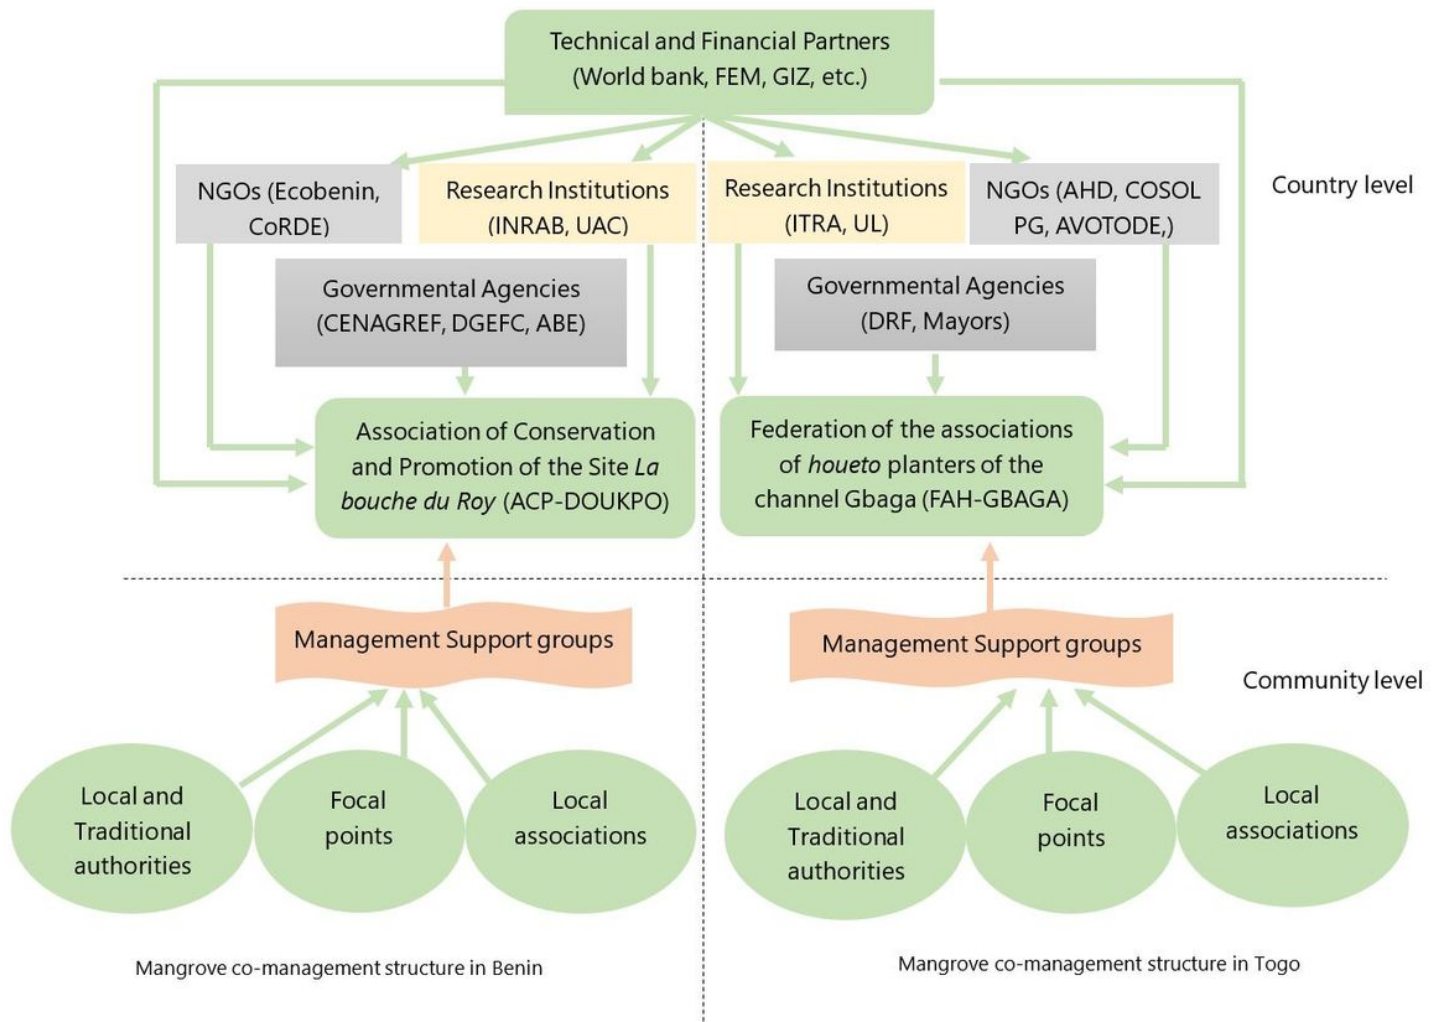 Technical and Financial Partners
(World bank, FEM, GIZ, etc.)
NGOs (Ecobenin,
CoRDE)
Research Institutions
(INRAB, UAC)
Research Institutions
(ITRA, UL)
NGOs (AHD, COSOL
PG, AVOTODE,)
Country level
Governmental Agencies
(CENAGREF, DGEFC, ABE)
Governmental Agencies
(DRF, Mayors)
Association of Conservation
and Promotion of the Site La
bouche du Roy (ACP-DOUKPO)
Federation of the associations
of houeto planters of the
channel Gbaga (FAH-GBAGA)
Management Support groups
Management Support groups
Community level
Local and
Traditional
authorities
Focal
points
Local
associations
Local and
Traditional
authorities
Focal
points
Local
associations
Mangrove co-management structure in Benin
Mangrove co-management structure in Togo